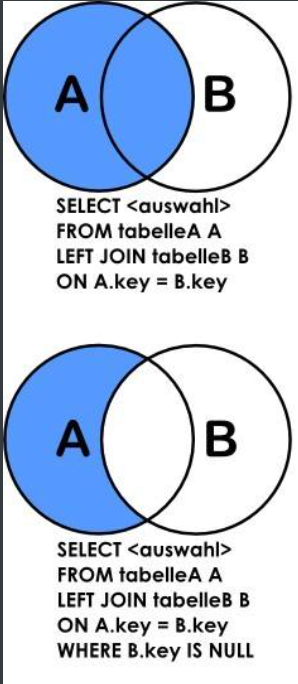 A B
SELECT <auswahl>
FROM tabelleA A
LEFT JOIN tabelleB B
ON A.key = B.key
A B
SELECT <auswahl>
FROM tabelleA A
LEFT JOIN tabelleB B
ON A.key = B.key
WHERE B.key IS NULL